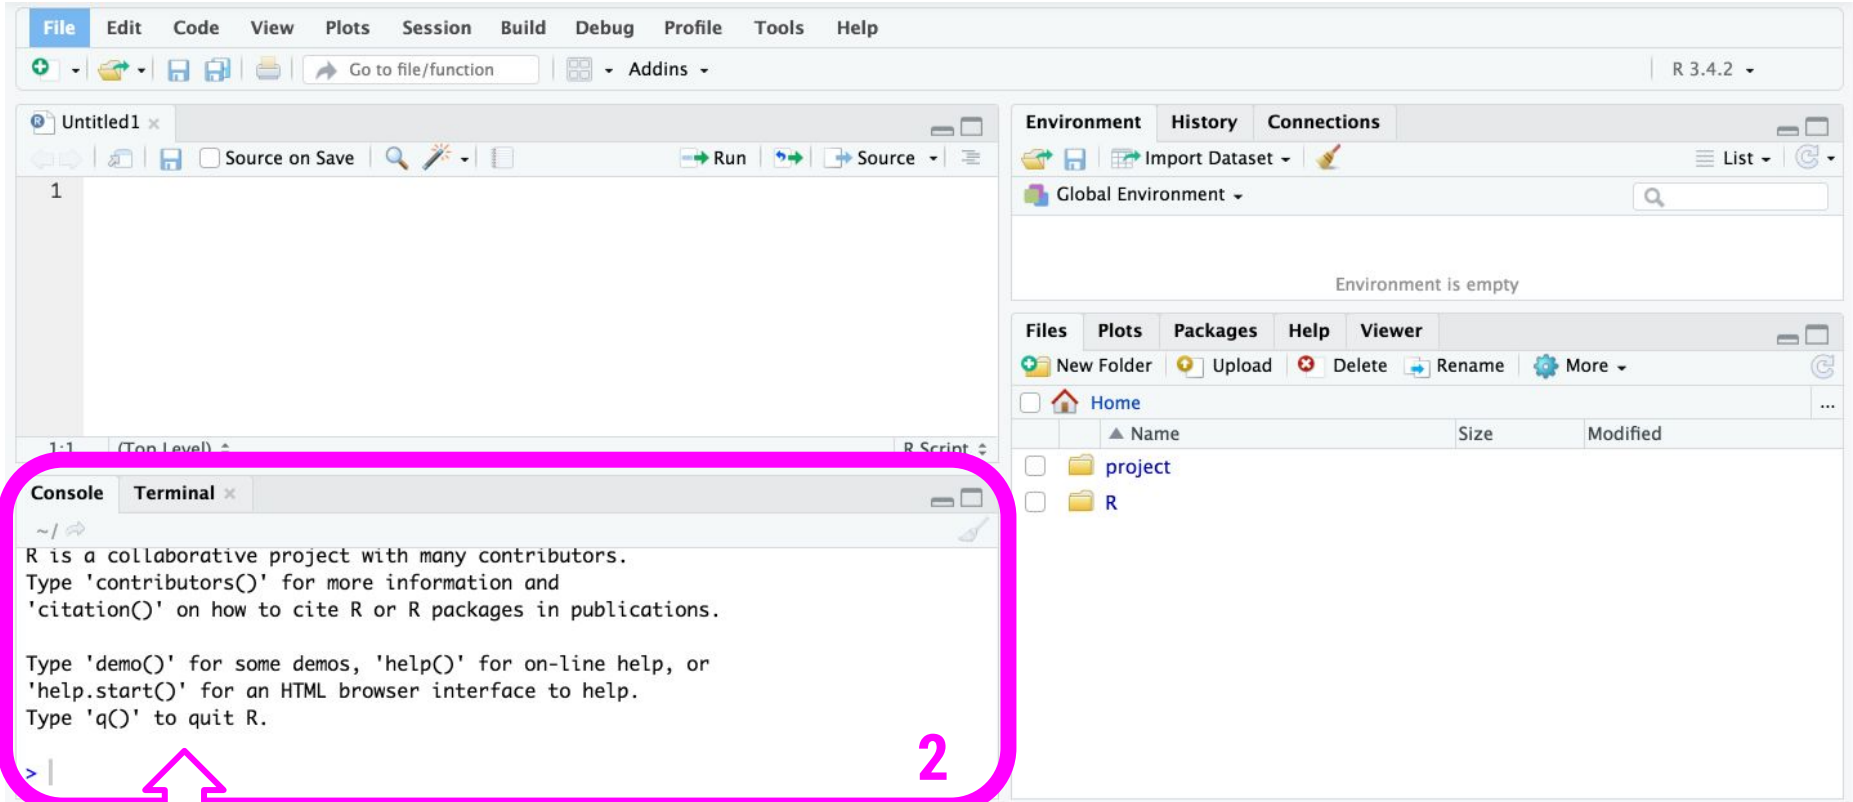 File Edit Code View Plots Session Build Debug Profile Tools Help
Go to file/function Addins R 3.4.2
Untitled1
Source on Save Run Source
1
1:1 (Top Level) R Script
Console Terminal
~/
R is a collaborative project with many contributors.
Type 'contributors()' for more information and
'citation()' on how to cite R or R packages in publications.
Type 'demo()' for some demos, 'help()' for on-line help, or
'help.start()' for an HTML browser interface to help.
Type 'q()' to quit R.
>
2
Environment History Connections
Import Dataset List
Global Environment
Environment is empty
Files Plots Packages Help Viewer
New Folder Upload Delete Rename More
Home ...
Name Size Modified
project
R